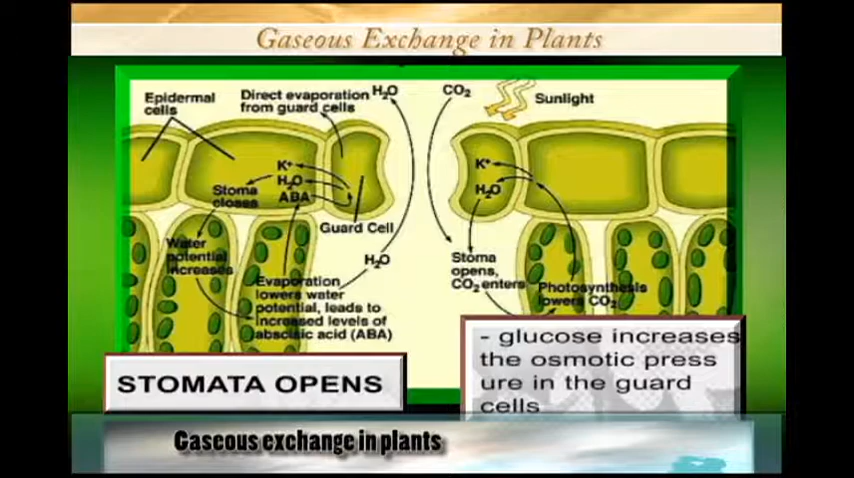 Gaseous Exchange in Plants
Epidermal
cells
Direct evaporation
from guard cells
H₂O
CO₂
Sunlight
K⁺
H₂O
ABA
Stoma
closes
Guard Cell
K⁺
H₂O
Water
potential
increases
H₂O
Evaporation
lowers water
potential, leads to
increased levels of
abscisic acid (ABA)
Stoma
opens,
CO₂ enters
Photosynthesis
lowers CO₂
- glucose increases
the osmotic press
ure in the guard
cells
STOMATA OPENS
Gaseous exchange in plants